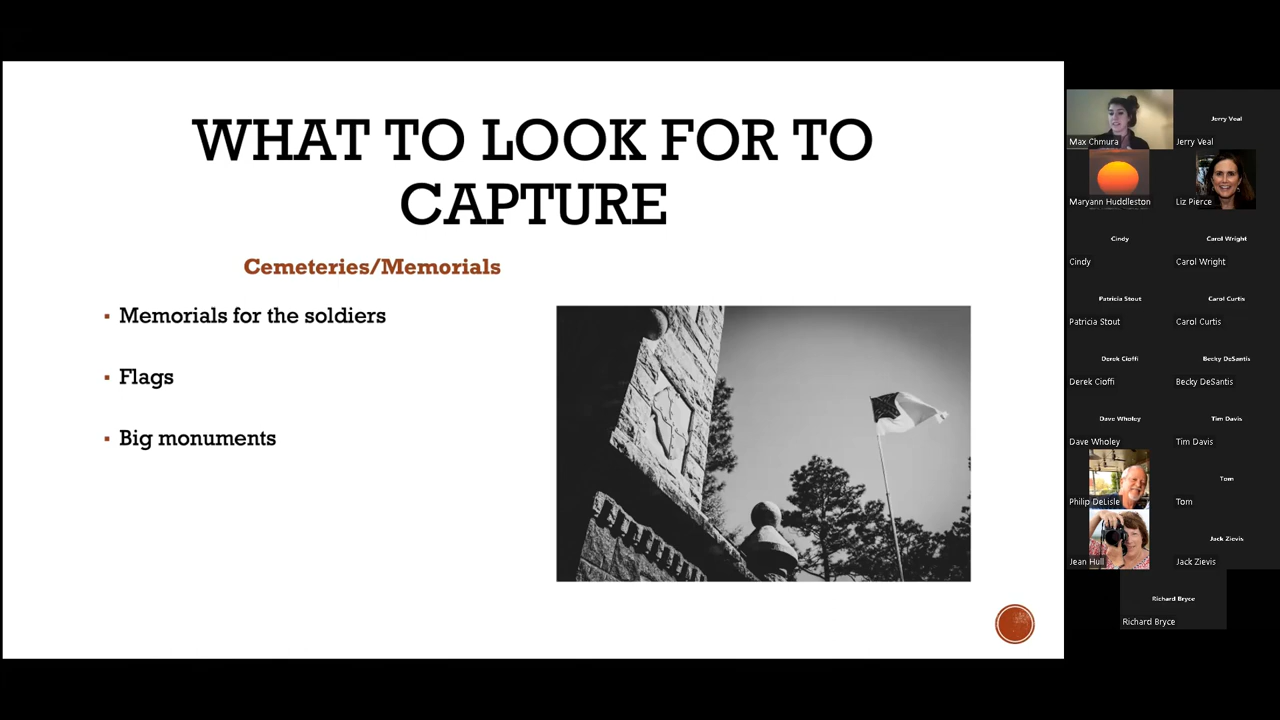 WHAT TO LOOK FOR TO
CAPTURE
Cemeteries/Memorials
▪ Memorials for the soldiers
▪ Flags
▪ Big monuments
Max Chmura
Jerry Veal
Jerry Veal
Maryann Huddleston
Liz Pierce
Cindy
Cindy
Carol Wright
Carol Wright
Patricia Stout
Patricia Stout
Carol Curtis
Carol Curtis
Derek Cioffi
Derek Cioffi
Becky DeSantis
Becky DeSantis
Dave Wholey
Dave Wholey
Tim Davis
Tim Davis
Philip DeLisle
Tom
Tom
Jean Hull
Jack Zievis
Jack Zievis
Richard Bryce
Richard Bryce